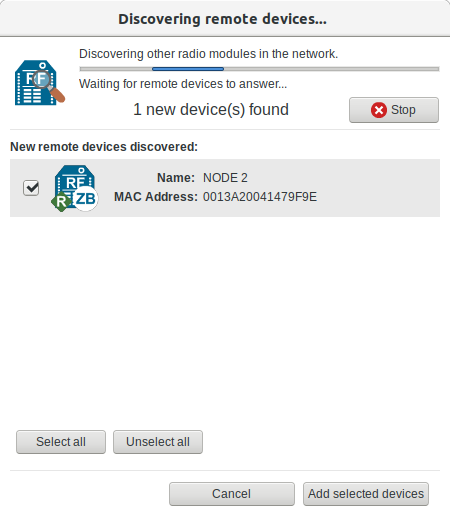 Discovering remote devices...
Discovering other radio modules in the network.
Waiting for remote devices to answer...
1 new device(s) found
Stop
New remote devices discovered:
Name: NODE 2
MAC Address: 0013A20041479F9E
RF
R
ZB
Select all
Unselect all
Cancel
Add selected devices